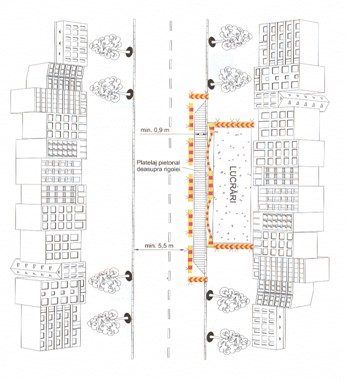 min. 0,9 m
Platelaj pietonal
deasupra rigolei
LUCRĂRI
min. 5,5 m